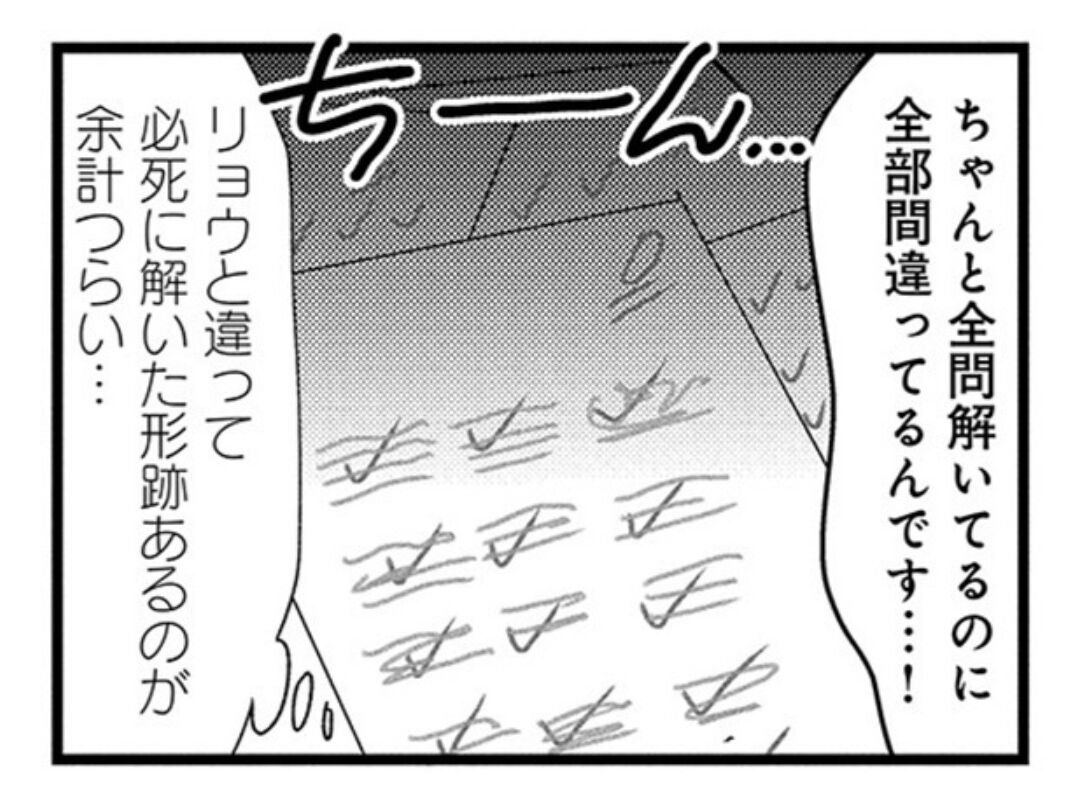 ちゃんと全問解いてるのに
全部間違ってるんです……！
ちーん…
0
リョウと違って
必死に解いた形跡あるのが
余計つらい…